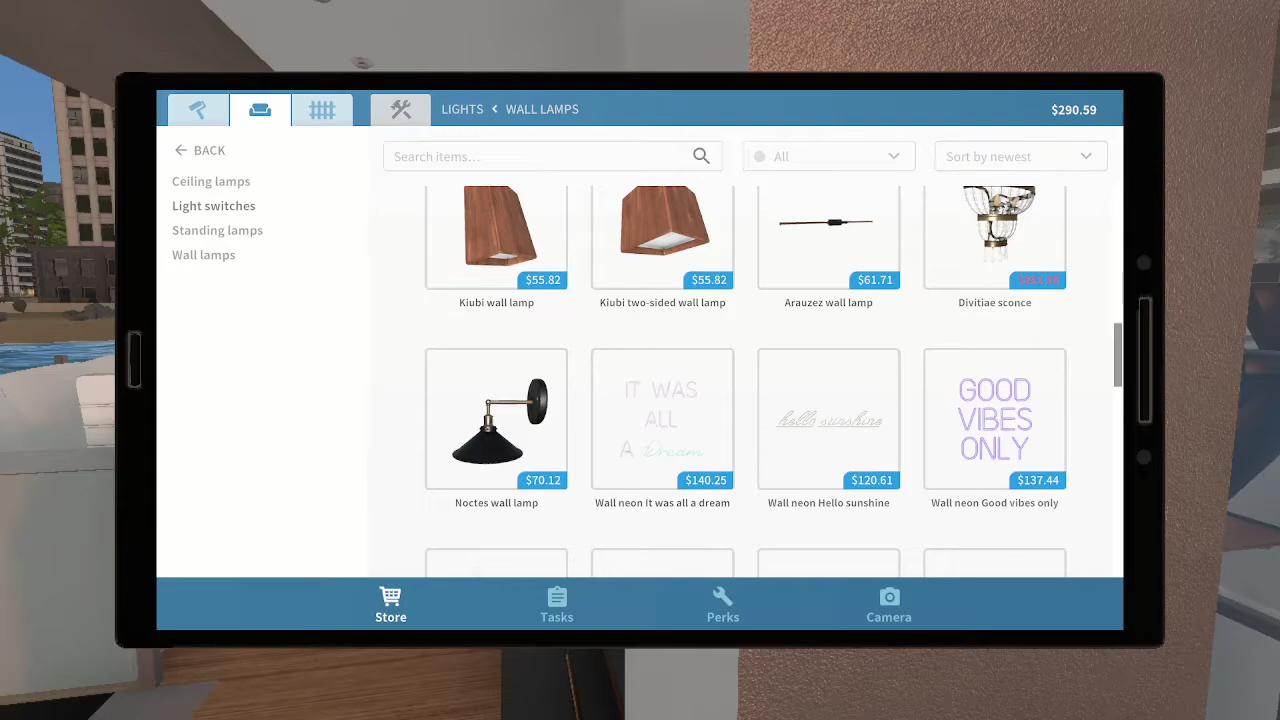 LIGHTS < WALL LAMPS
$290.59
BACK
Search items...
All
Sort by newest
Ceiling lamps
Light switches
Standing lamps
Wall lamps
$55.82
$55.82
$61.71
Kiubi wall lamp
Kiubi two-sided wall lamp
Arauzez wall lamp
Divitiae sconce
IT WAS
ALL
A Dream
hello sunshine
GOOD
VIBES
ONLY
$70.12
$140.25
$120.61
$137.44
Noctes wall lamp
Wall neon It was all a dream
Wall neon Hello sunshine
Wall neon Good vibes only
Store
Tasks
Perks
Camera